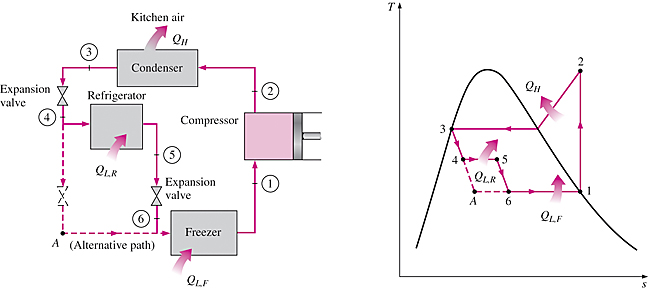 Kitchen air
Q_H
3
Condenser
Expansion
valve
Refrigerator
2
4
Compressor
Q_L,R
5
Expansion
valve
1
6
A
(Alternative path)
Freezer
Q_L,F
T
2
Q_H
3
4
5
Q_L,R
A
6
1
Q_L,F
s